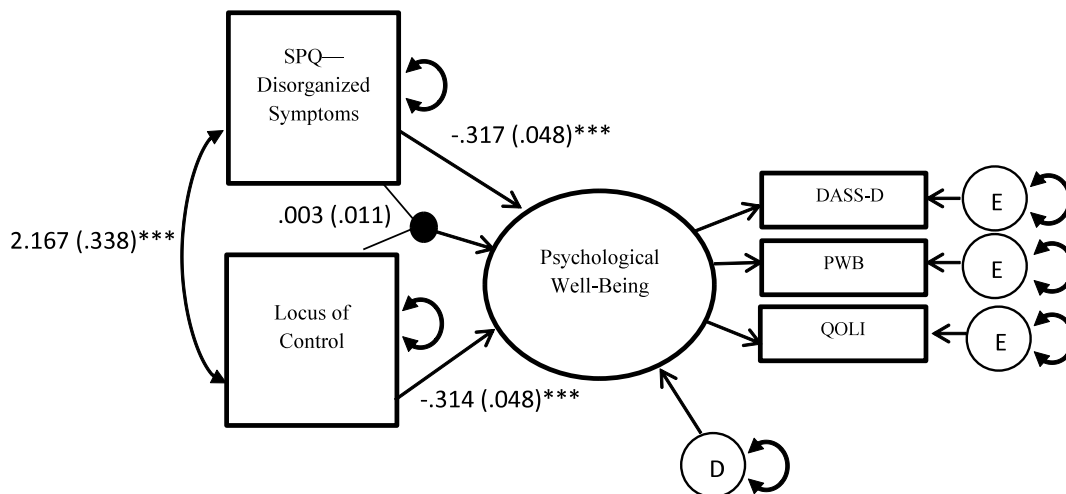 SPQ—
Disorganized
Symptoms
-.317 (.048)***
DASS-D
E
.003 (.011)
2.167 (.338)***
Psychological
Well-Being
PWB
E
Locus of
Control
QOLI
E
-.314 (.048)***
D